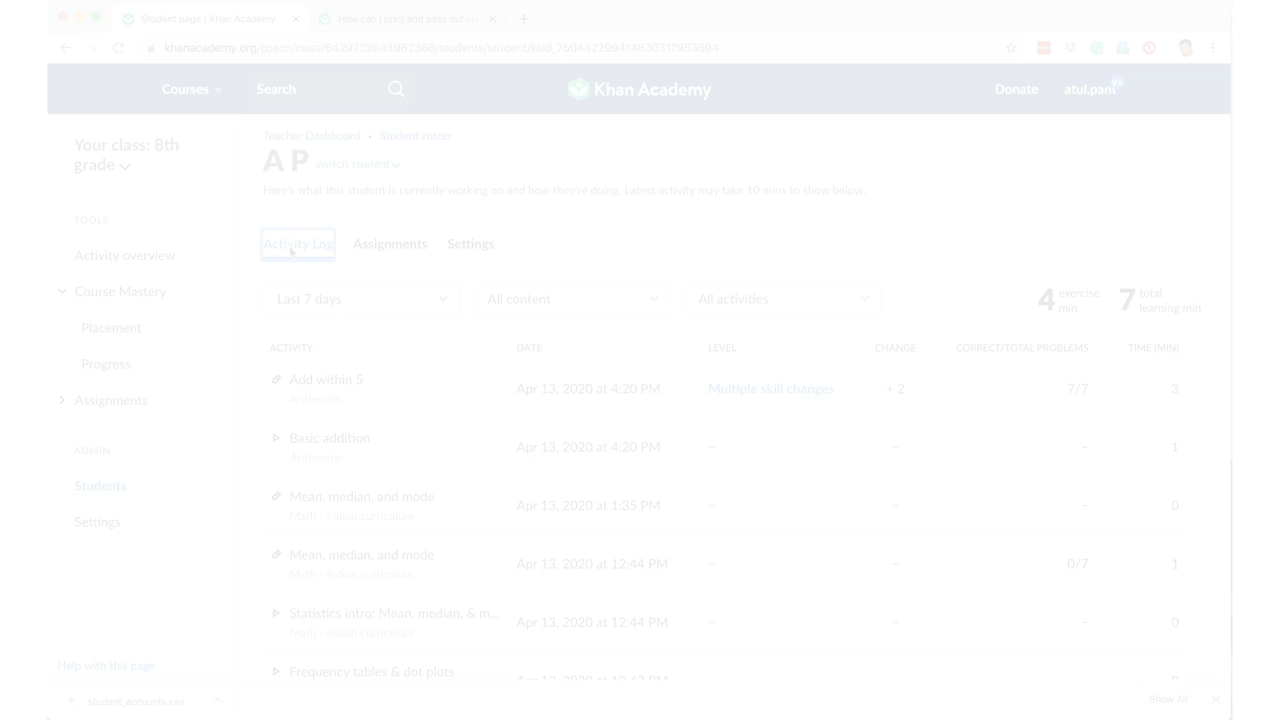 Student page | Khan Academy
How can I print and pass out cl
khanacademy.org/coach/class/6429732843962368/students/student/kaid_750442299414830317953694
Courses
Search
Khan Academy
Donate
atul.pant
9+
Your class: 8th
grade
TOOLS
Activity overview
Course Mastery
Placement
Progress
Assignments
ADMIN
Students
Settings
Help with this page
Teacher Dashboard • Student roster
A P switch student
Here's what this student is currently working on and how they're doing. Latest activity may take 10 mins to show below.
Activity Log Assignments Settings
Last 7 days All content All activities
4 exercise min
7 total learning min
ACTIVITY DATE LEVEL CHANGE CORRECT/TOTAL PROBLEMS TIME (MIN)
Add within 5 Apr 13, 2020 at 4:20 PM Multiple skill changes + 2 7/7 3
Arithmetic
Basic addition Apr 13, 2020 at 4:20 PM – – – 1
Arithmetic
Mean, median, and mode Apr 13, 2020 at 1:35 PM – – – 0
Math - Indian curriculum
Mean, median, and mode Apr 13, 2020 at 12:44 PM – – 0/7 1
Math - Indian curriculum
Statistics intro: Mean, median, & m... Apr 13, 2020 at 12:44 PM – – – 0
Math - Indian curriculum
Frequency tables & dot plots
student_accounts.csv
Show All